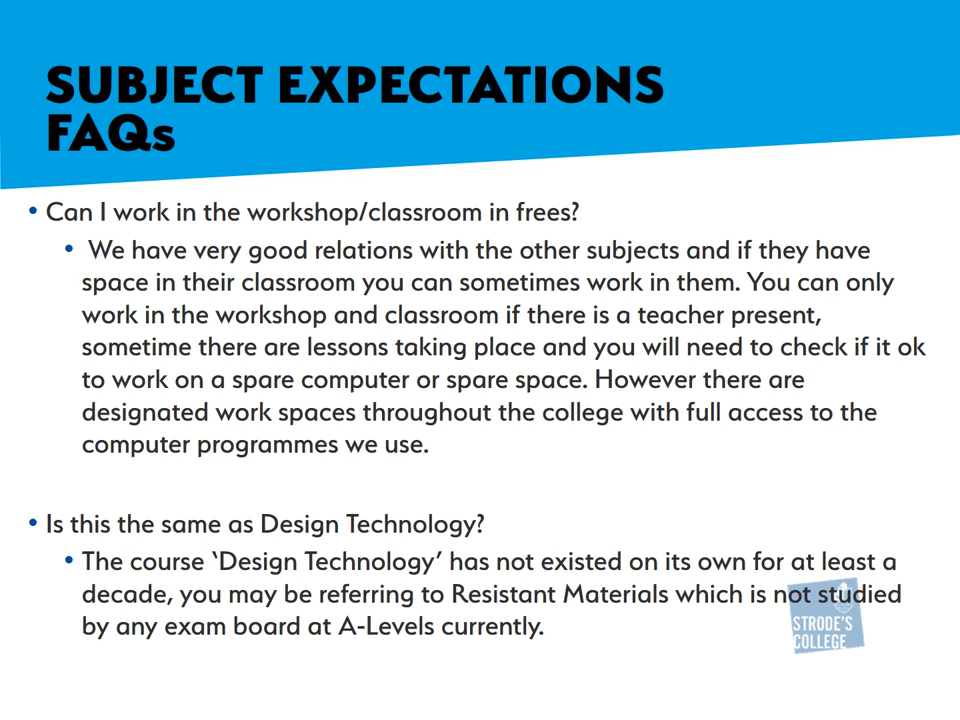 SUBJECT EXPECTATIONS
FAQs
• Can I work in the workshop/classroom in frees?
• We have very good relations with the other subjects and if they have
space in their classroom you can sometimes work in them. You can only
work in the workshop and classroom if there is a teacher present,
sometime there are lessons taking place and you will need to check if it ok
to work on a spare computer or spare space. However there are
designated work spaces throughout the college with full access to the
computer programmes we use.
• Is this the same as Design Technology?
• The course ‘Design Technology’ has not existed on its own for at least a
decade, you may be referring to Resistant Materials which is not studied
by any exam board at A-Levels currently.
STRODE'S
COLLEGE